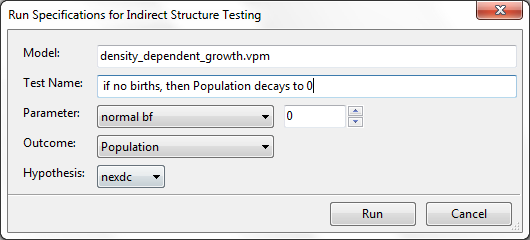 Run Specifications for Indirect Structure Testing
Model: density_dependent_growth.vpm
Test Name: if no births, then Population decays to 0
Parameter: normal bf 0
Outcome: Population
Hypothesis: nexdc
Run Cancel